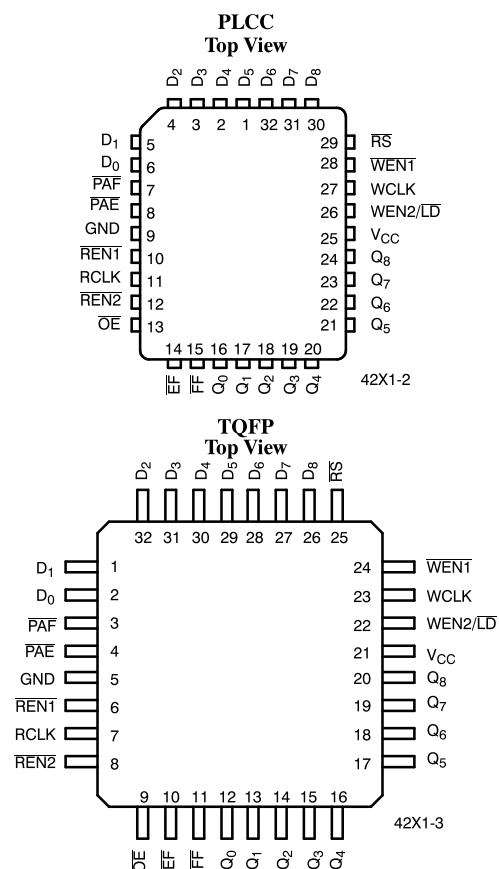 PLCC
Top View
D2 D3 D4 D5 D6 D7 D8
4 3 2 1 32 31 30
D1 5 29 RS
D0 6 28 WEN1
PAF 7 27 WCLK
PAE 8 26 WEN2/LD
GND 9 25 VCC
REN1 10 24 Q8
RCLK 11 23 Q7
REN2 12 22 Q6
OE 13 21 Q5
14 15 16 17 18 19 20
EF FF Q0 Q1 Q2 Q3 Q4
42X1-2
TQFP
Top View
D2 D3 D4 D5 D6 D7 D8 RS
32 31 30 29 28 27 26 25
D1 1 24 WEN1
D0 2 23 WCLK
PAF 3 22 WEN2/LD
PAE 4 21 VCC
GND 5 20 Q8
REN1 6 19 Q7
RCLK 7 18 Q6
REN2 8 17 Q5
9 10 11 12 13 14 15 16
OE EF FF Q0 Q1 Q2 Q3 Q4
42X1-3